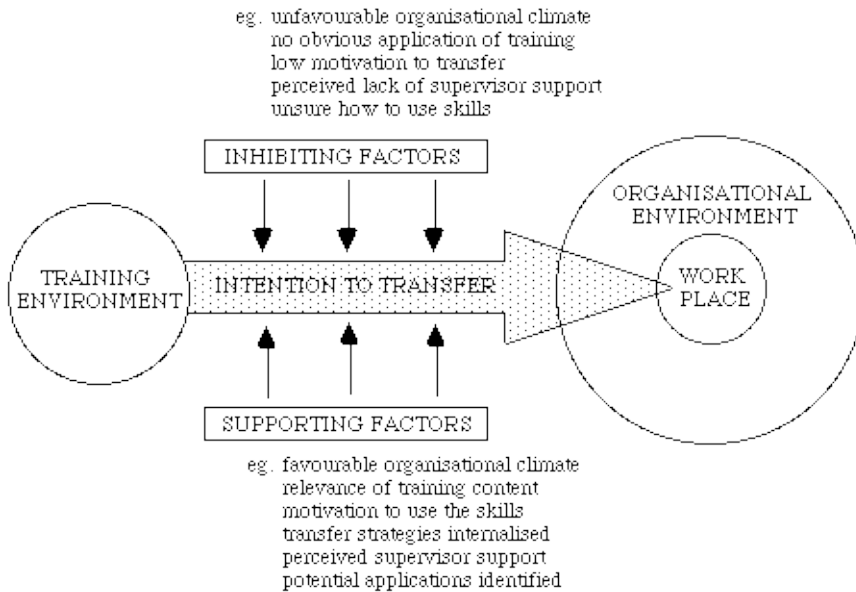 eg. unfavourable organisational climate
no obvious application of training
low motivation to transfer
perceived lack of supervisor support
unsure how to use skills
INHIBITING FACTORS
ORGANISATIONAL
ENVIRONMENT
TRAINING
ENVIRONMENT
INTENTION TO TRANSFER
WORK
PLACE
SUPPORTING FACTORS
eg. favourable organisational climate
relevance of training content
motivation to use the skills
transfer strategies internalised
perceived supervisor support
potential applications identified